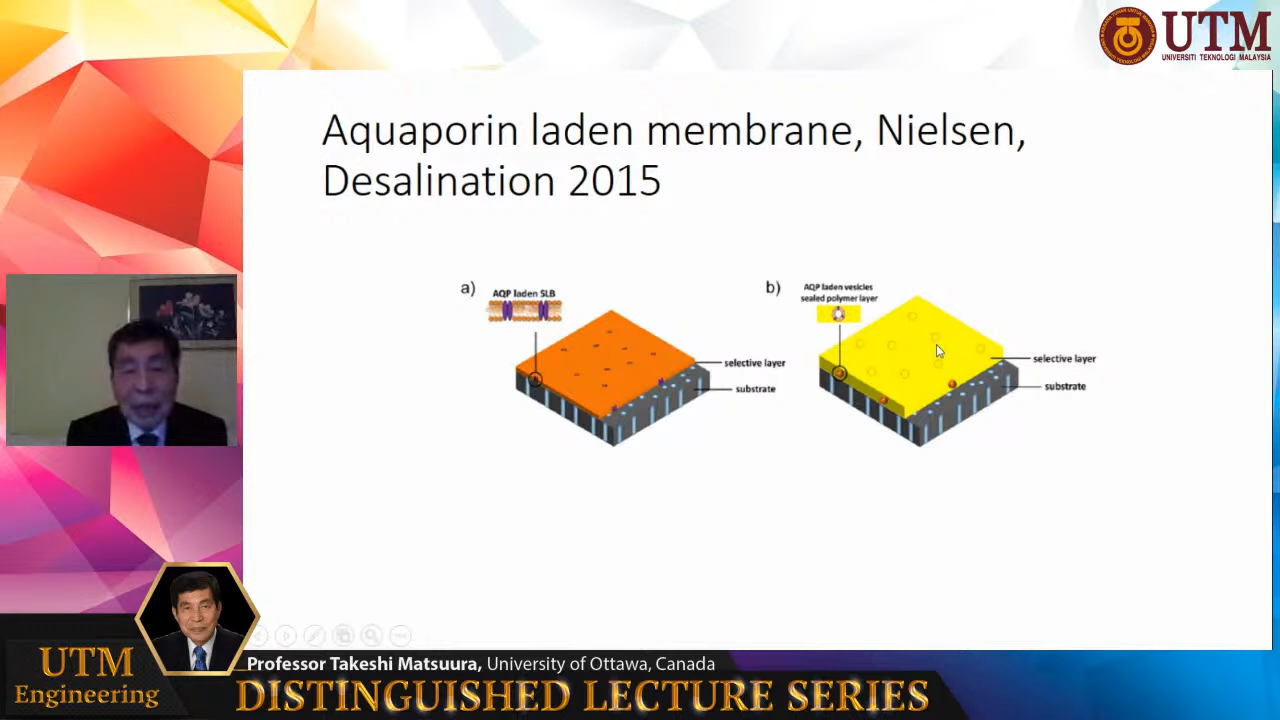 UTM
UNIVERSITI TEKNOLOGI MALAYSIA
Aquaporin laden membrane, Nielsen,
Desalination 2015
a)
AQP laden SLB
selective layer
substrate
b)
AQP laden vesicles
sealed polymer layer
selective layer
substrate
UTM
Engineering
Professor Takeshi Matsuura, University of Ottawa, Canada
DISTINGUISHED LECTURE SERIES